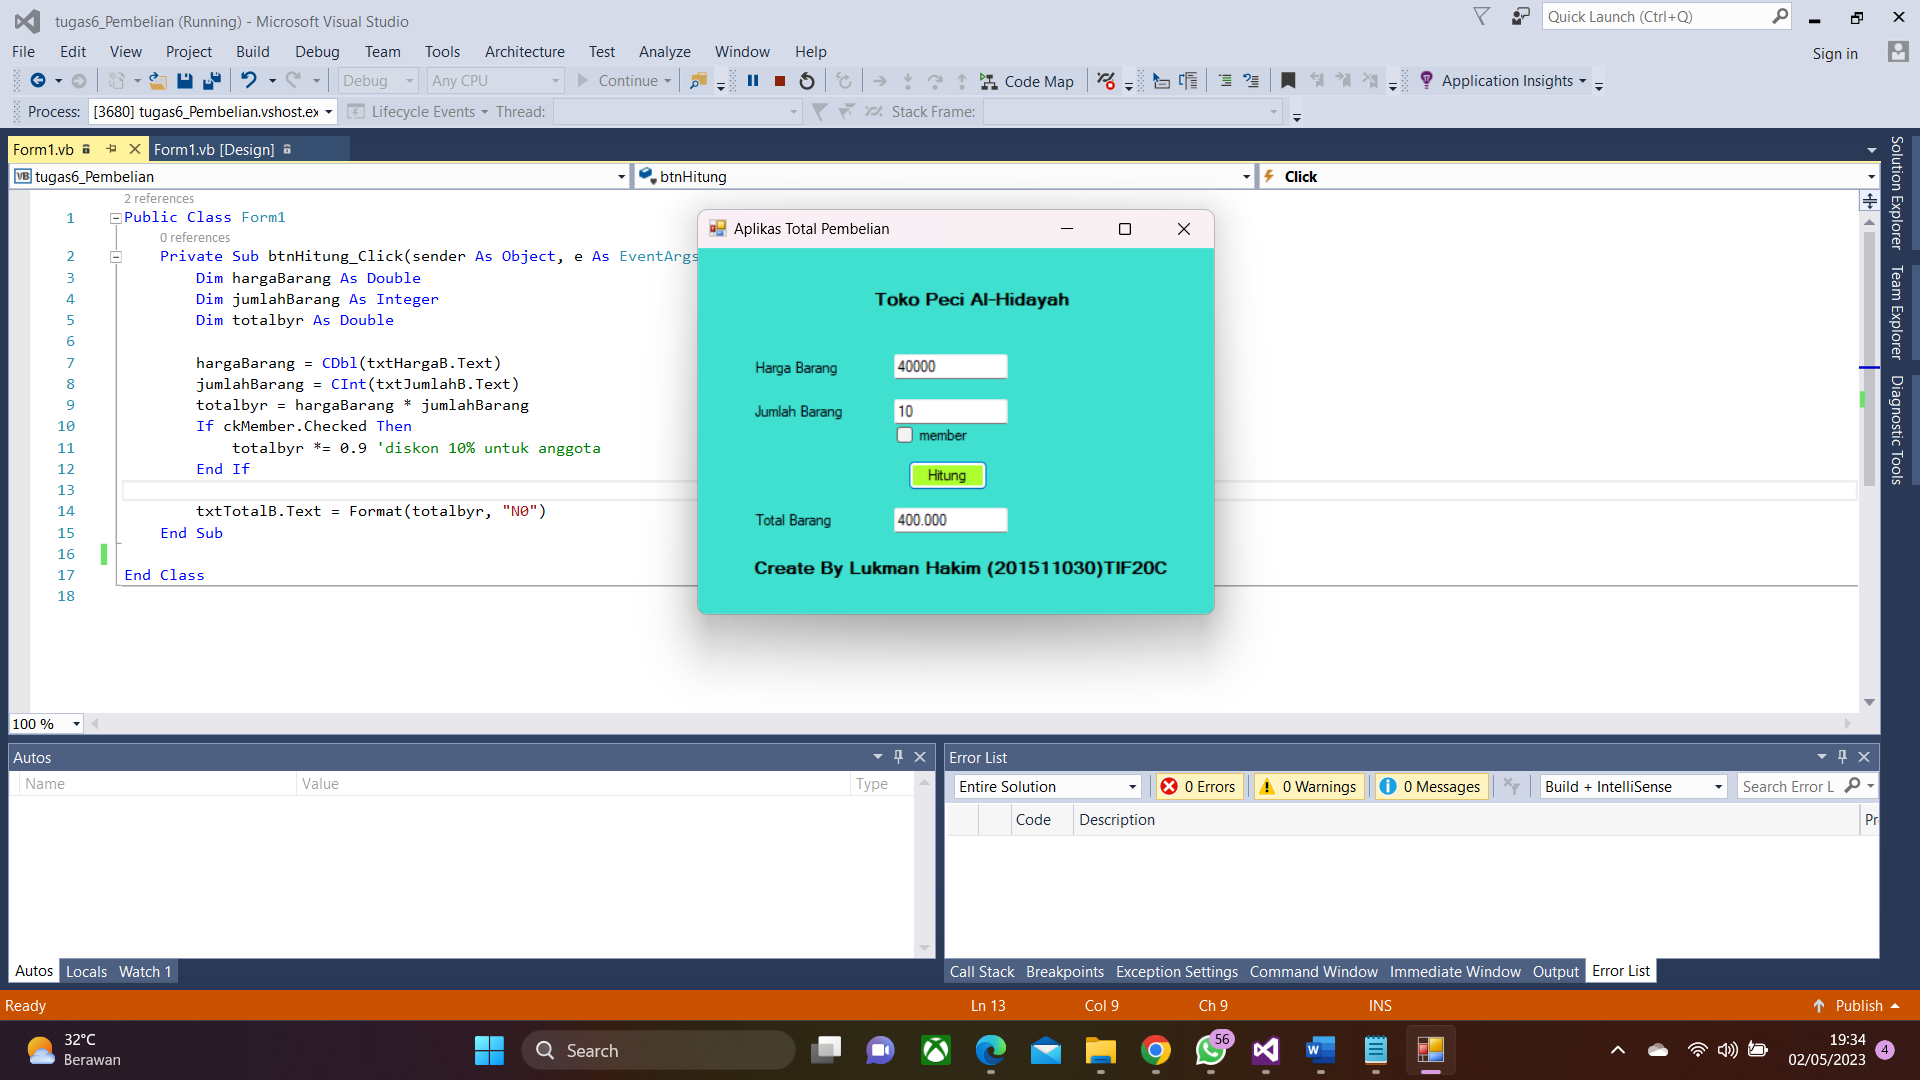 tugas6_Pembelian (Running) - Microsoft Visual Studio
Quick Launch (Ctrl+Q)
File Edit View Project Build Debug Team Tools Architecture Test Analyze Window Help
Sign in
Debug Any CPU Continue Code Map Application Insights
Process: [3680] tugas6_Pembelian.vshost.ex Lifecycle Events Thread: Stack Frame:
Form1.vb Form1.vb [Design]
tugas6_Pembelian btnHitung Click
2 references
1 Public Class Form1
0 references
2 Private Sub btnHitung_Click(sender As Object, e As EventArgs
3 Dim hargaBarang As Double
4 Dim jumlahBarang As Integer
5 Dim totalbyr As Double
6
7 hargaBarang = CDbl(txtHargaB.Text)
8 jumlahBarang = CInt(txtJumlahB.Text)
9 totalbyr = hargaBarang * jumlahBarang
10 If ckMember.Checked Then
11 totalbyr *= 0.9 'diskon 10% untuk anggota
12 End If
13
14 txtTotalB.Text = Format(totalbyr, "N0")
15 End Sub
16
17 End Class
18
Aplikas Total Pembelian
Toko Peci Al-Hidayah
Harga Barang 40000
Jumlah Barang 10
member
Hitung
Total Barang 400.000
Create By Lukman Hakim (201511030)TIF20C
Solution Explorer
Team Explorer
Diagnostic Tools
100 %
Autos
Name Value Type
Autos Locals Watch 1
Error List
Entire Solution 0 Errors 0 Warnings 0 Messages Build + IntelliSense Search Error L
Code Description Pr
Call Stack Breakpoints Exception Settings Command Window Immediate Window Output Error List
Ready Ln 13 Col 9 Ch 9 INS Publish
32°C
Berawan
Search
56
19:34
02/05/2023
4